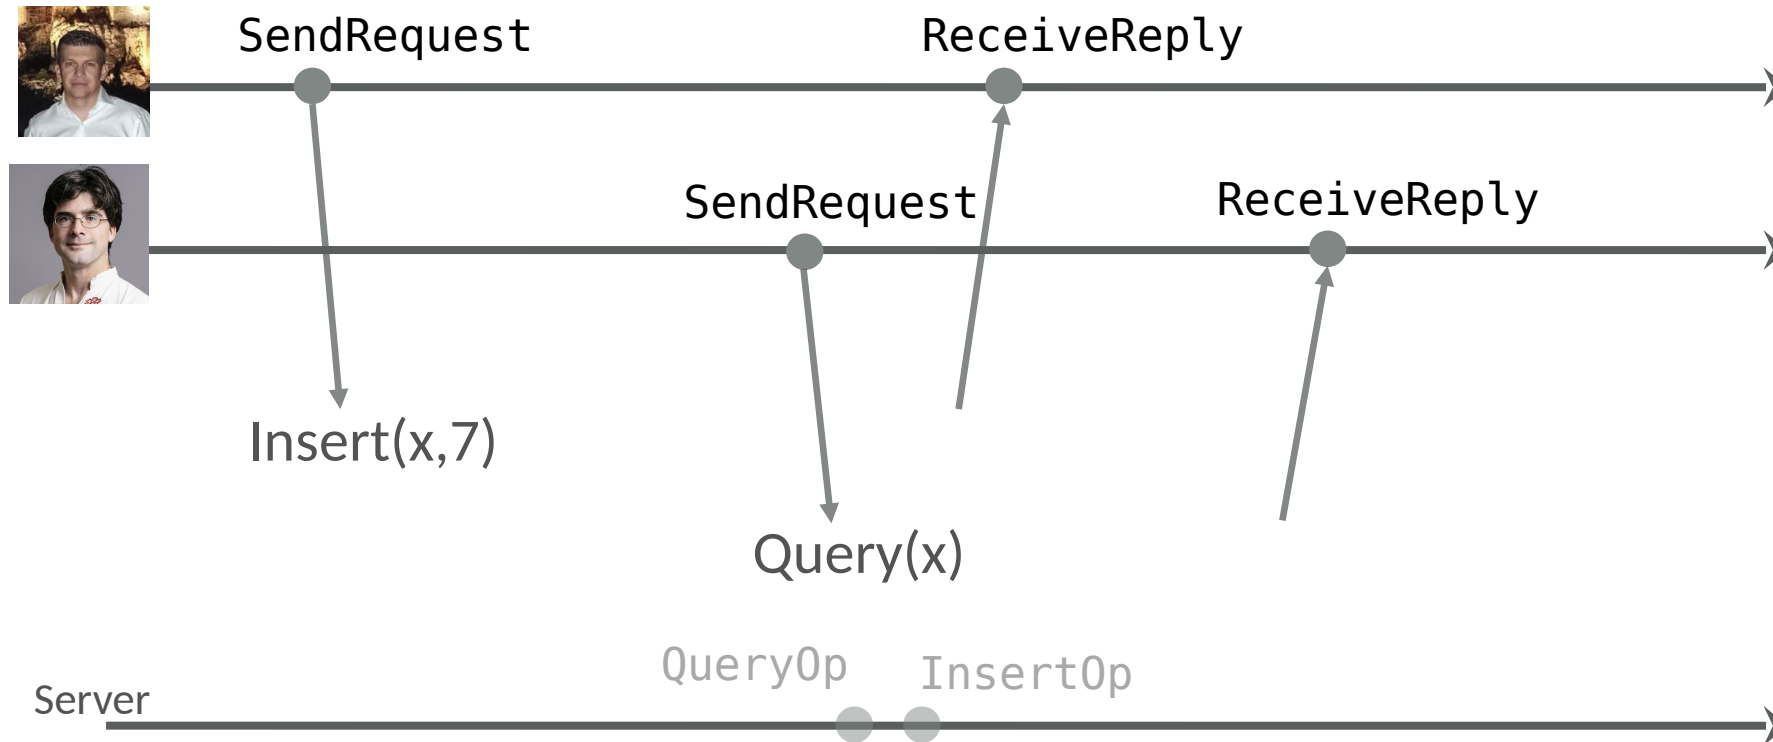 SendRequest
ReceiveReply
SendRequest
ReceiveReply
Insert(x,7)
Query(x)
QueryOp
InsertOp
Server